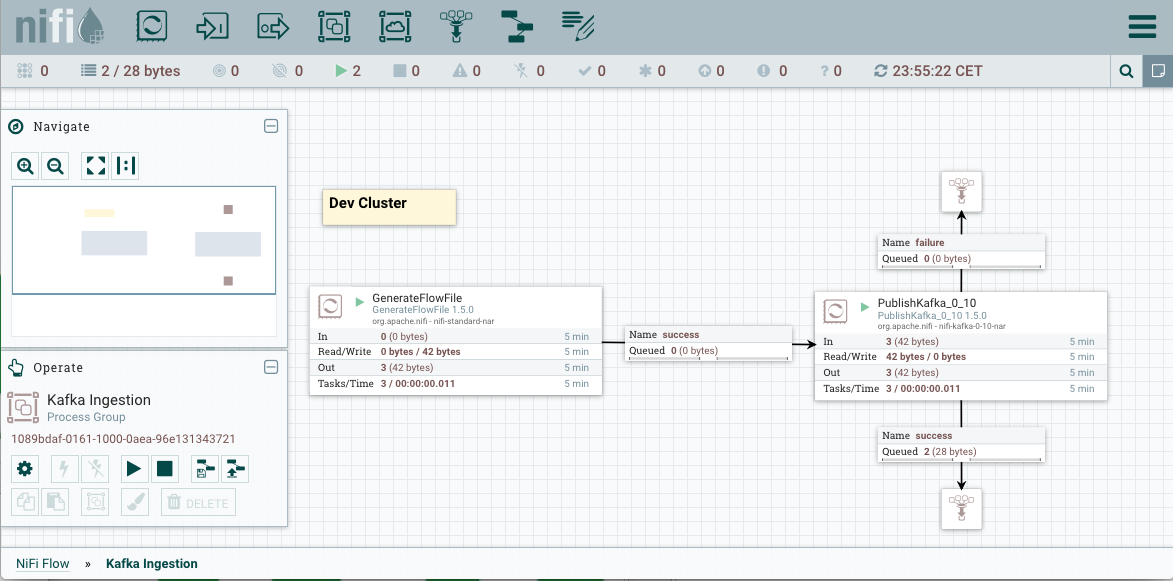 nifi
0
2 / 28 bytes
0
0
2
0
0
0
0
0
0
0
0
23:55:22 CET
Navigate
Operate
Kafka Ingestion
Process Group
1089bdaf-0161-1000-0aea-96e131343721
DELETE
Dev Cluster
GenerateFlowFile
GenerateFlowFile 1.5.0
org.apache.nifi - nifi-standard-nar
In 0 (0 bytes) 5 min
Read/Write 0 bytes / 42 bytes 5 min
Out 3 (42 bytes) 5 min
Tasks/Time 3 / 00:00:00.011 5 min
Name success
Queued 0 (0 bytes)
Name failure
Queued 0 (0 bytes)
PublishKafka_0_10
PublishKafka_0_10 1.5.0
org.apache.nifi - nifi-kafka-0-10-nar
In 3 (42 bytes) 5 min
Read/Write 42 bytes / 0 bytes 5 min
Out 3 (42 bytes) 5 min
Tasks/Time 3 / 00:00:00.011 5 min
Name success
Queued 2 (28 bytes)
NiFi Flow » Kafka Ingestion